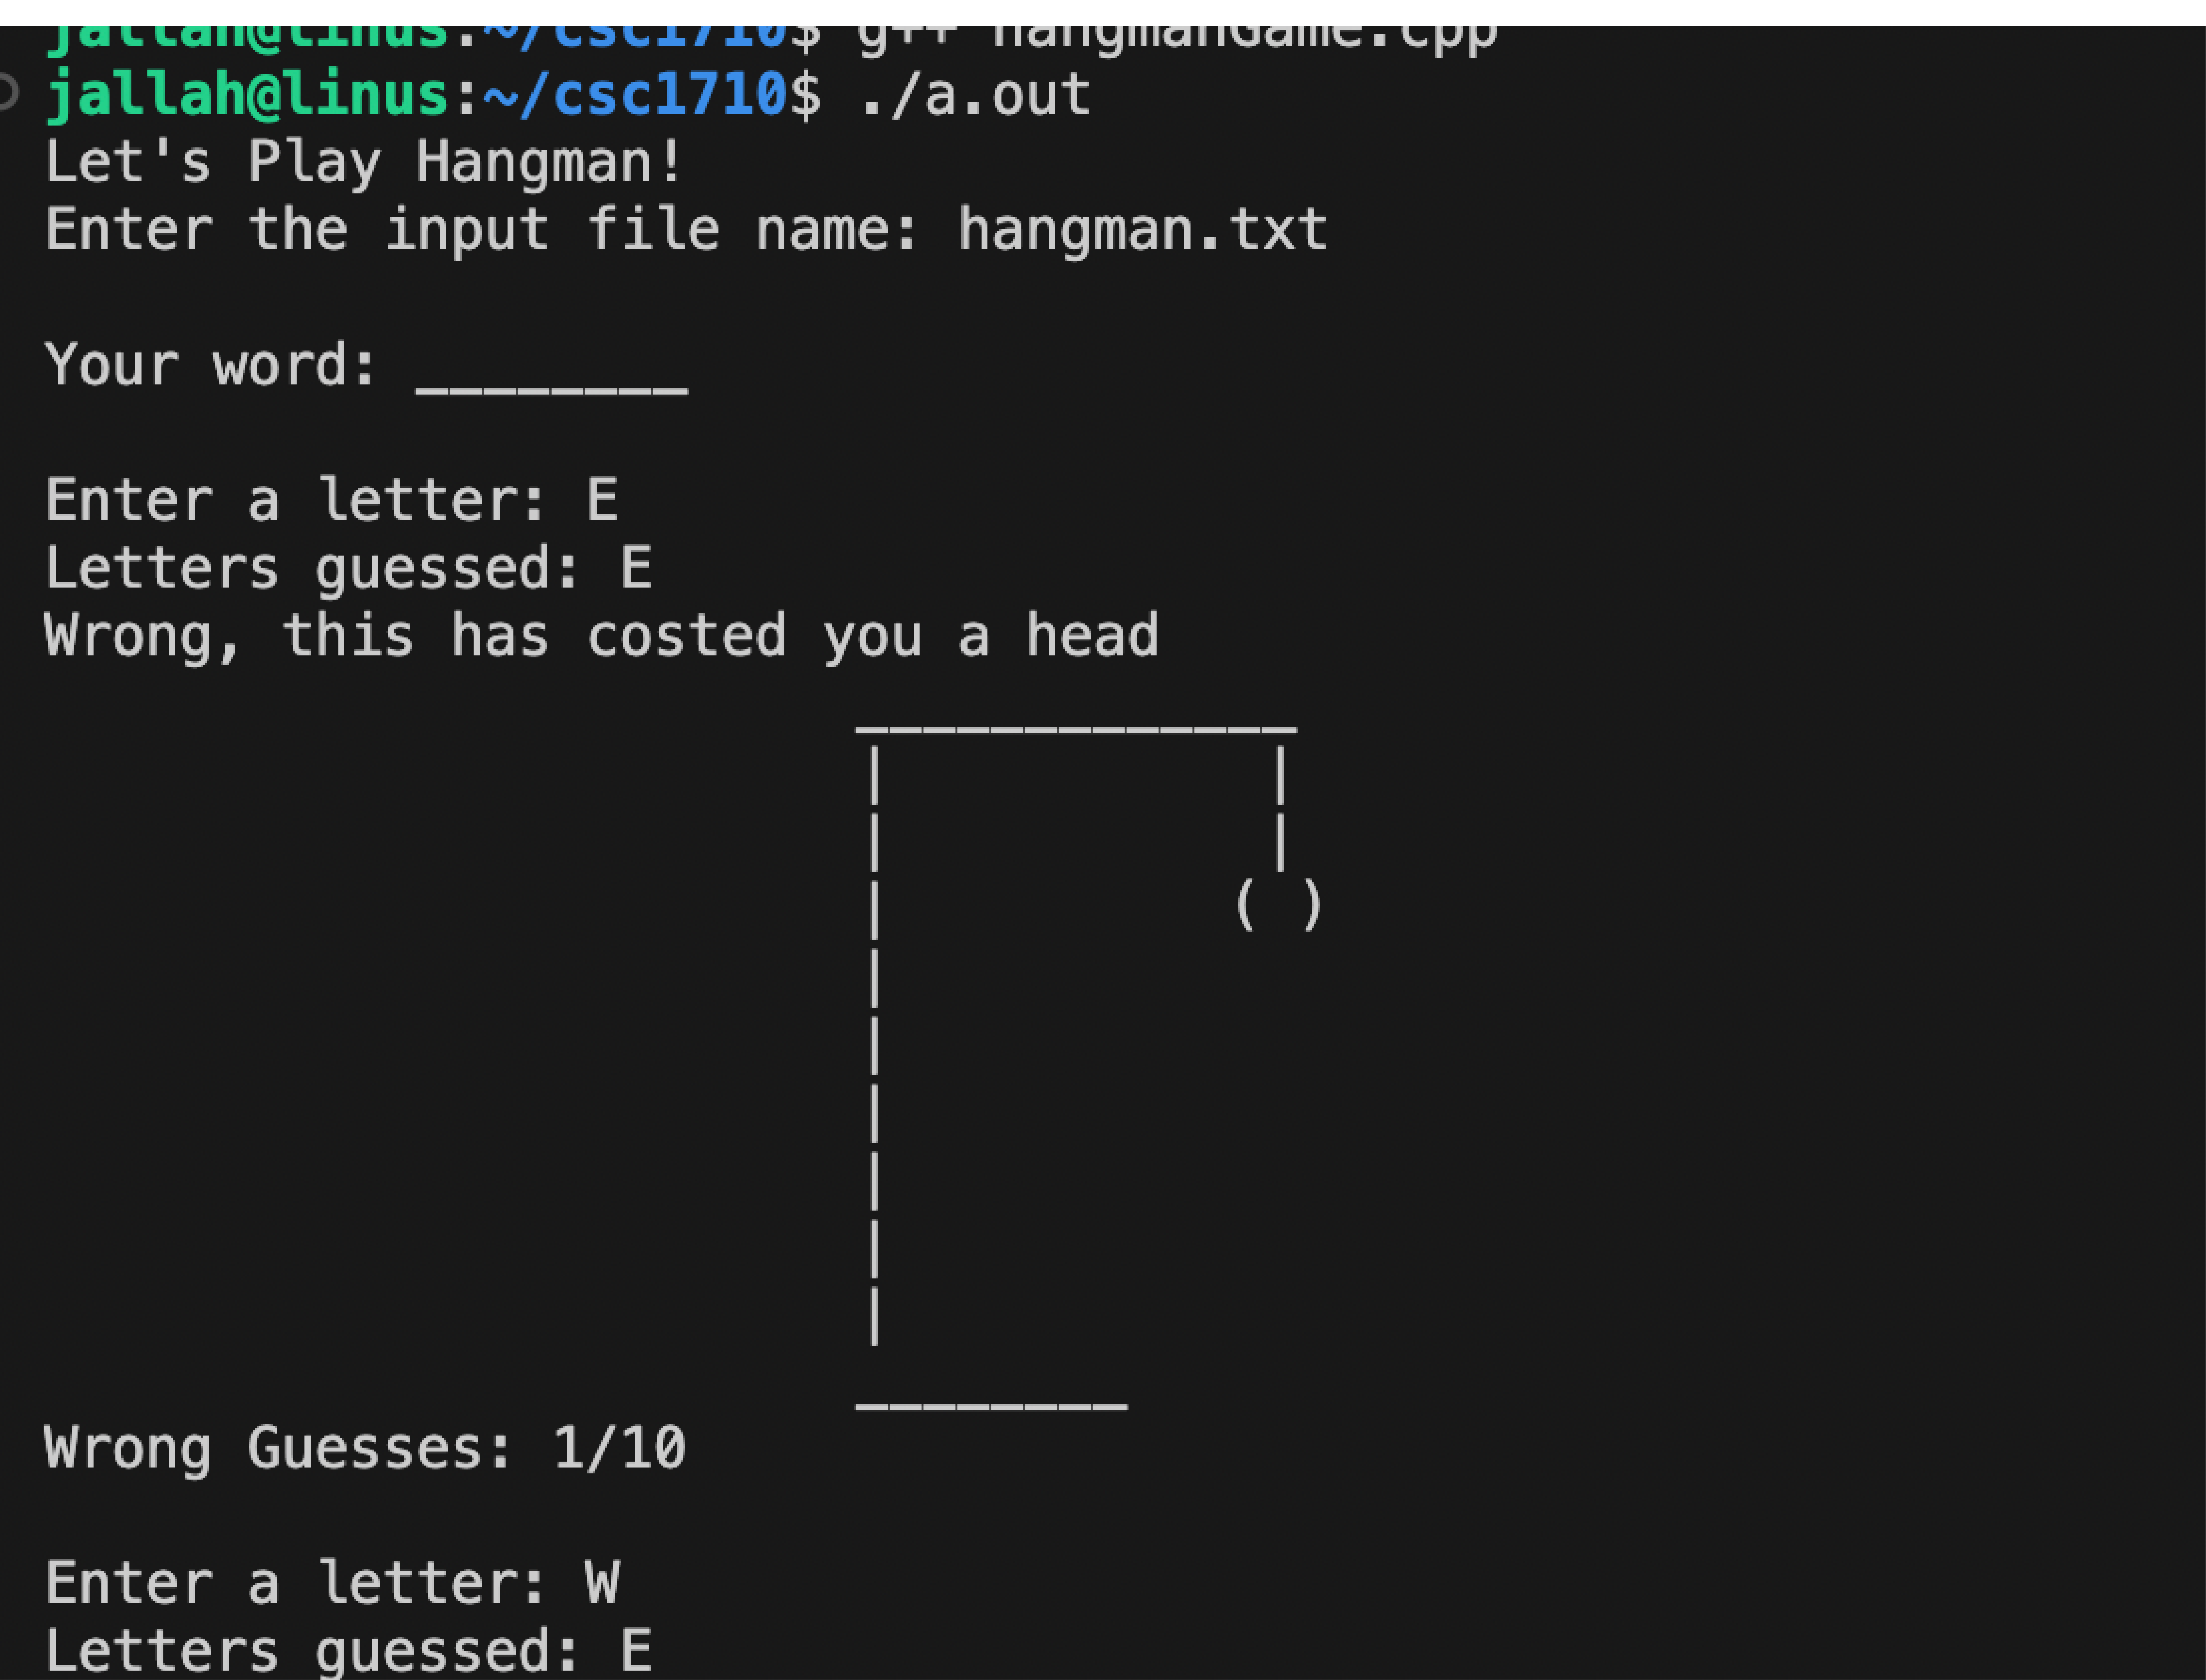 jallah@linus:~/csc1710$ g++ hangmanGame.cpp
jallah@linus:~/csc1710$ ./a.out
Let's Play Hangman!
Enter the input file name: hangman.txt
Your word: ________
Enter a letter: E
Letters guessed: E
Wrong, this has costed you a head
_____________
|           |
|           |
|          ( )
|
|
|
|
|
|
________
Wrong Guesses: 1/10
Enter a letter: W
Letters guessed: E